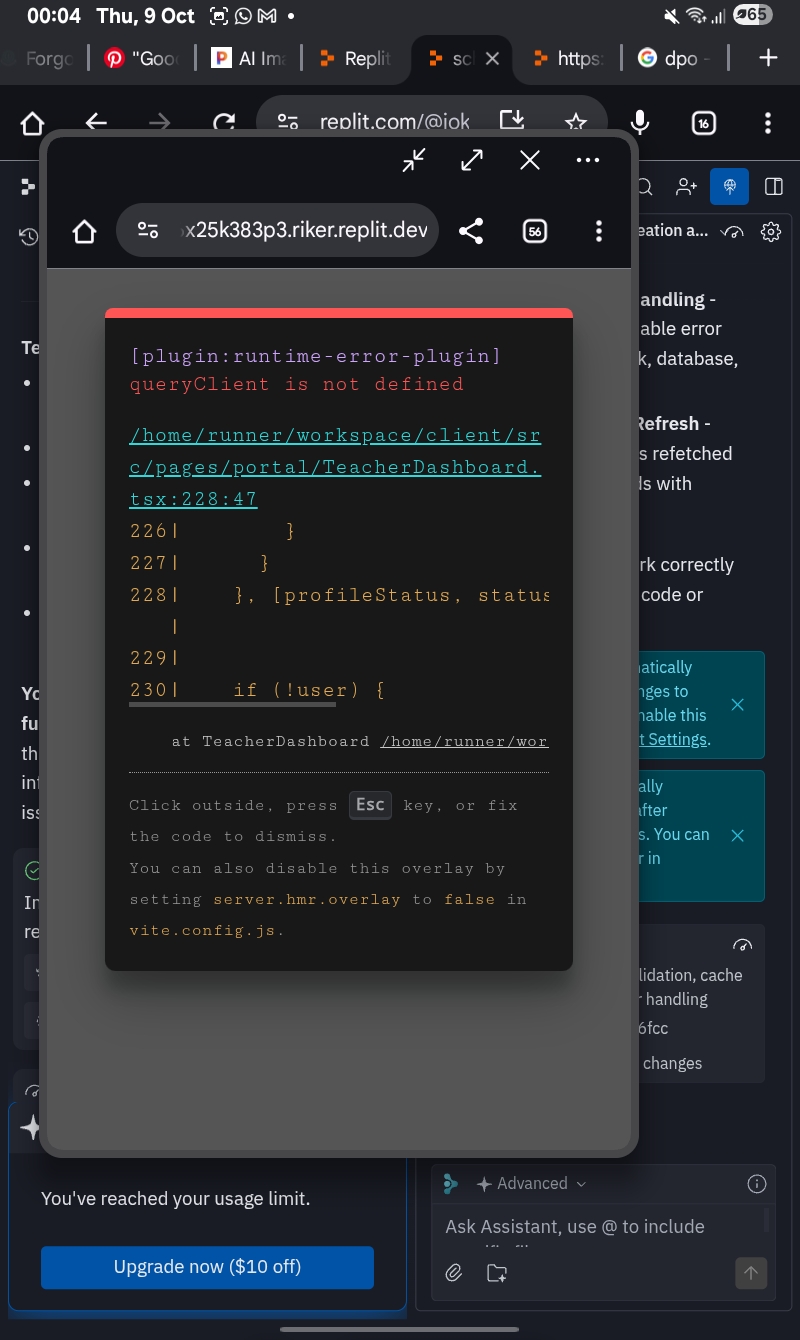 00:04 Thu, 9 Oct
65
Forgo
"Goo
AI Ima
Replit
scl
https:
dpo -
replit.com/@iok
16
x25k383p3.riker.replit.dev
56
eation a...
[plugin:runtime-error-plugin]
queryClient is not defined
/home/runner/workspace/client/sr
c/pages/portal/TeacherDashboard.
tsx:228:47
226| }
227| }
228| }, [profileStatus, status
|
229|
230| if (!user) {
at TeacherDashboard /home/runner/wor
Click outside, press Esc key, or fix
the code to dismiss.
You can also disable this overlay by
setting server.hmr.overlay to false in
vite.config.js.
Te
Yo
fu
th
inf
iss
In
re
andling -
able error
k, database,
Refresh -
s refetched
ds with
rk correctly
code or
natically
nges to
nable this
t Settings.
ally
after
s. You can
r in
lidation, cache
r handling
6fcc
changes
You've reached your usage limit.
Upgrade now ($10 off)
Advanced
Ask Assistant, use @ to include